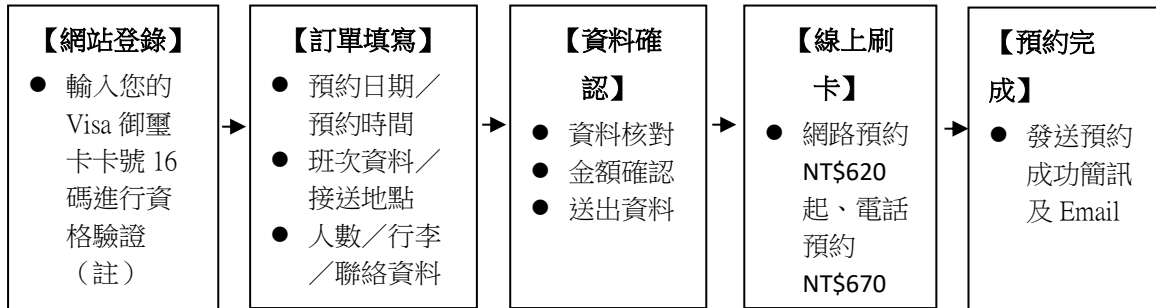 【網站登錄】
● 輸入您的
Visa 御璽
卡卡號 16
碼進行資
格驗證
（註）
【訂單填寫】
● 預約日期／
預約時間
● 班次資料／
接送地點
● 人數／行李
／聯絡資料
【資料確
認】
● 資料核對
● 金額確認
● 送出資料
【線上刷
卡】
● 網路預約
NT$620
起、電話
預約
NT$670
【預約完
成】
● 發送預約
成功簡訊
及 Email